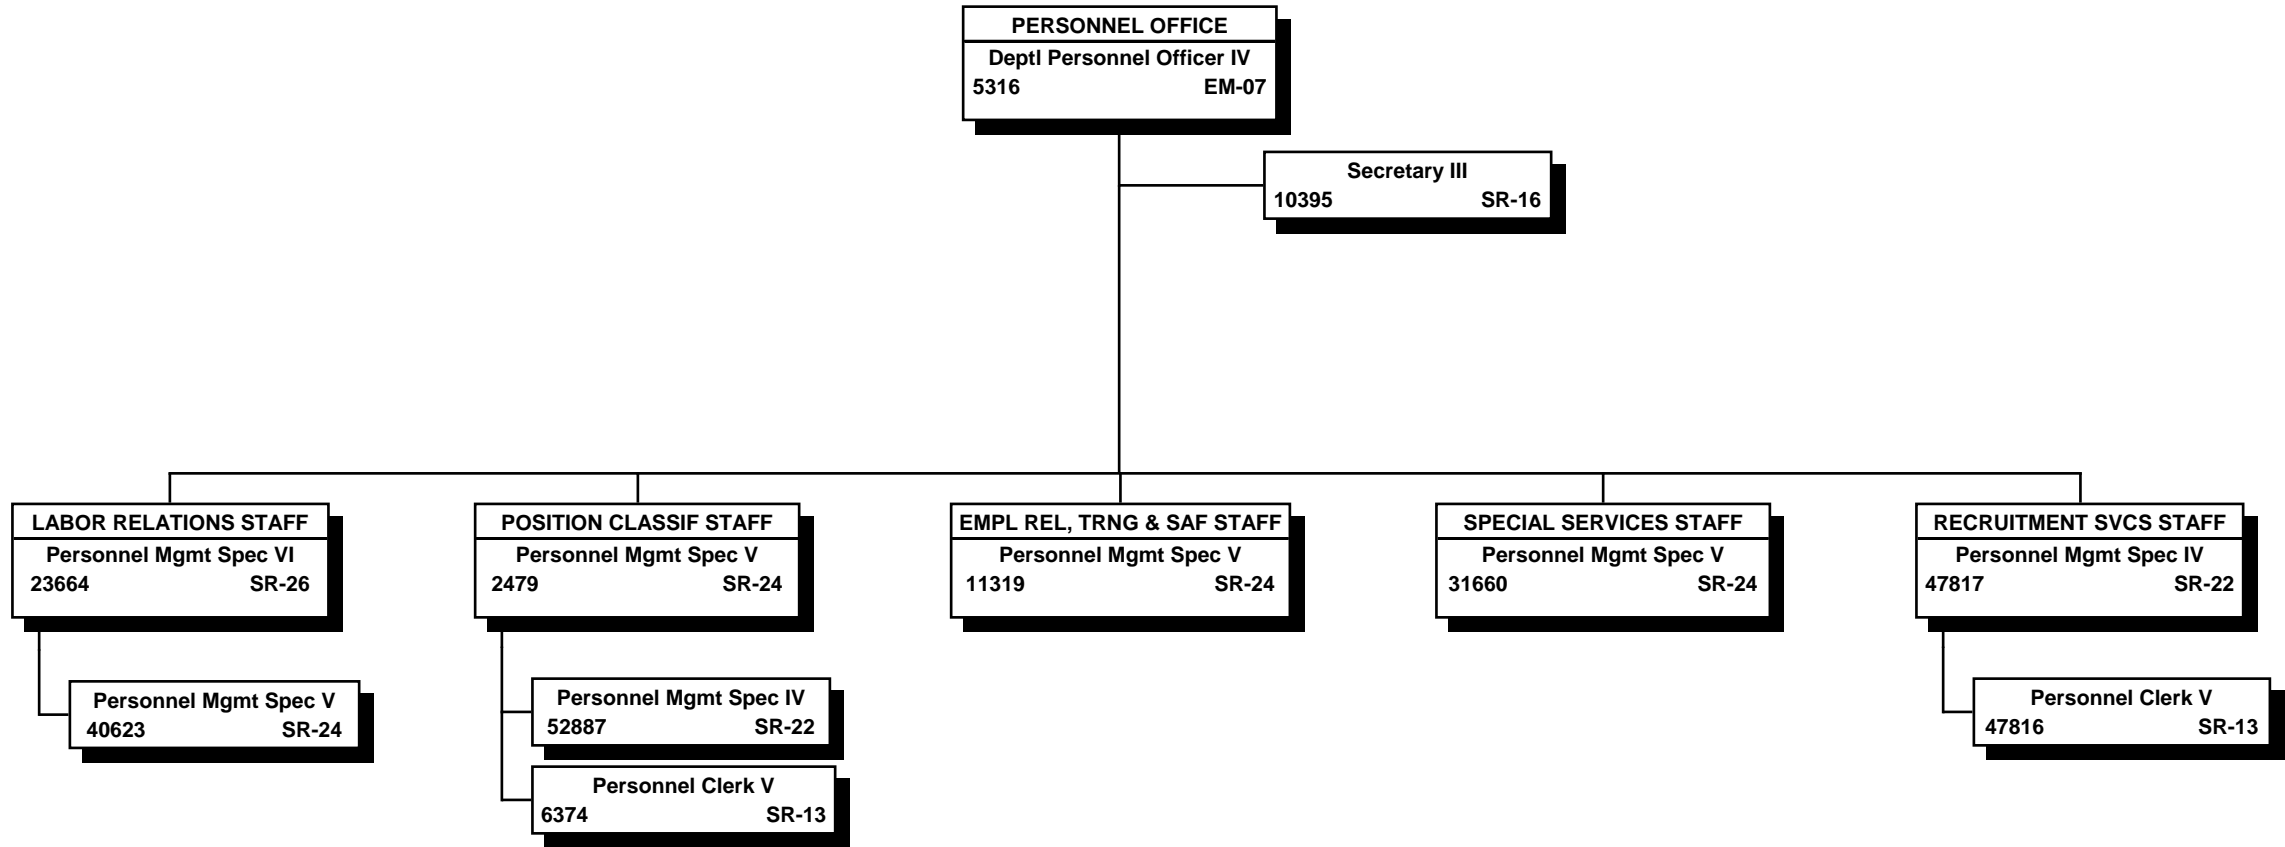 PERSONNEL OFFICE
Deptl Personnel Officer IV
5316 EM-07
Secretary III
10395 SR-16
LABOR RELATIONS STAFF
Personnel Mgmt Spec VI
23664 SR-26
Personnel Mgmt Spec V
40623 SR-24
POSITION CLASSIF STAFF
Personnel Mgmt Spec V
2479 SR-24
Personnel Mgmt Spec IV
52887 SR-22
Personnel Clerk V
6374 SR-13
EMPL REL, TRNG & SAF STAFF
Personnel Mgmt Spec V
11319 SR-24
SPECIAL SERVICES STAFF
Personnel Mgmt Spec V
31660 SR-24
RECRUITMENT SVCS STAFF
Personnel Mgmt Spec IV
47817 SR-22
Personnel Clerk V
47816 SR-13